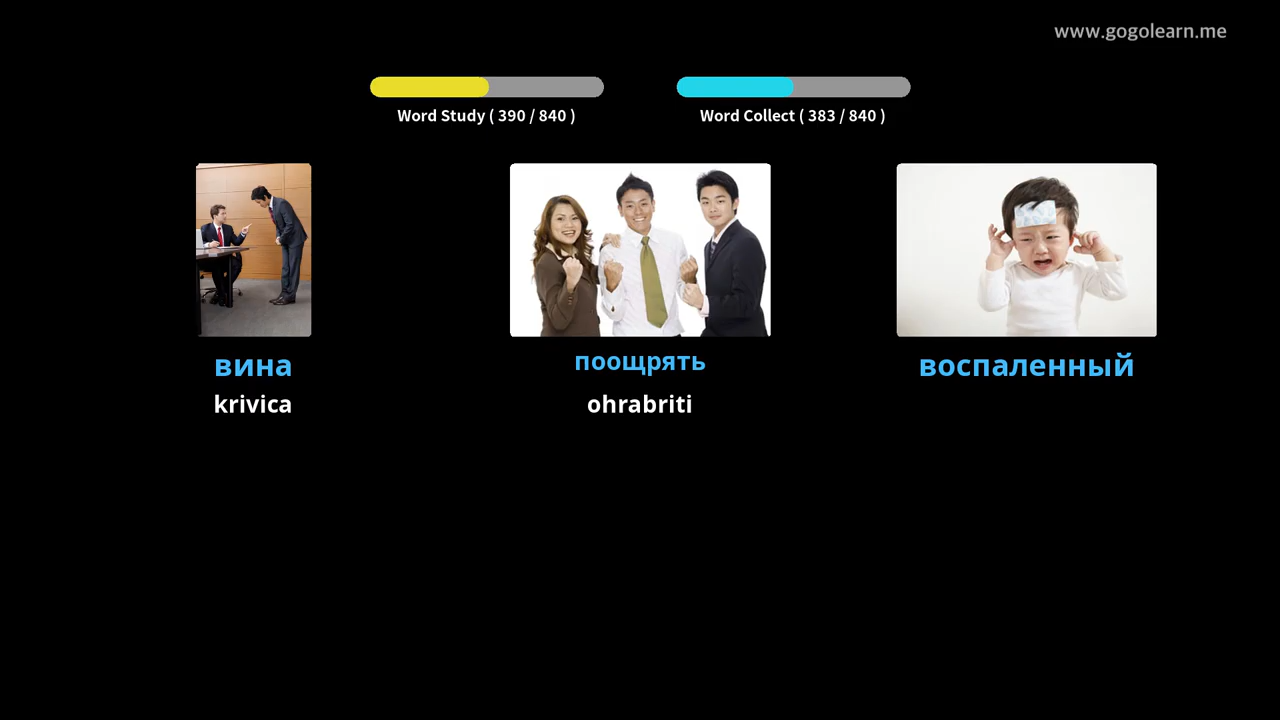 www.gogolearn.me
Word Study ( 390 / 840 )
Word Collect ( 383 / 840 )
вина
поощрять
воспаленный
krivica
ohrabriti